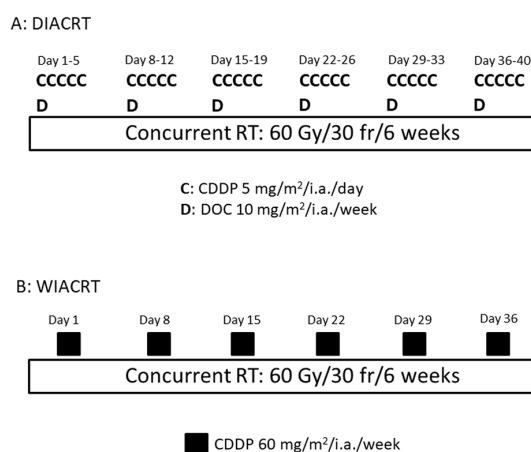 A: DIACRT
Day 1-5 Day 8-12 Day 15-19 Day 22-26 Day 29-33 Day 36-40
CCCCC CCCCC CCCCC CCCCC CCCCC CCCCC
D D D D D D
Concurrent RT: 60 Gy/30 fr/6 weeks
C: CDDP 5 mg/m²/i.a./day
D: DOC 10 mg/m²/i.a./week
B: WIACRT
Day 1 Day 8 Day 15 Day 22 Day 29 Day 36
Concurrent RT: 60 Gy/30 fr/6 weeks
CDDP 60 mg/m²/i.a./week